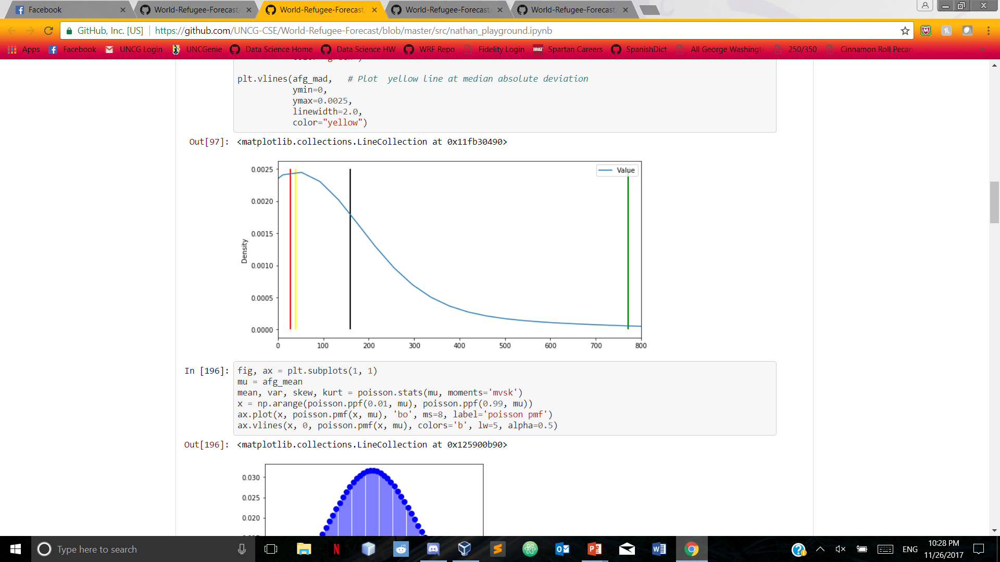 Facebook
World-Refugee-Forecast/
World-Refugee-Forecast/
World-Refugee-Forecast/
World-Refugee-Forecast/
GitHub, Inc. [US] https://github.com/UNCG-CSE/World-Refugee-Forecast/blob/master/src/nathan_playground.ipynb
Apps Facebook UNCG Login UNCGenie Data Science Home Data Science HW WRF Repo Fidelity Login Spartan Careers SpanishDict All George Washingt 250/350 Cinnamon Roll Pecan
plt.vlines(afg_mad,   # Plot  yellow line at median absolute deviation
ymin=0,
ymax=0.0025,
linewidth=2.0,
color="yellow")
Out[97]: <matplotlib.collections.LineCollection at 0x11fb30490>
Value
0.0025
0.0020
0.0015
0.0010
0.0005
0.0000
Density
0 100 200 300 400 500 600 700 800
In [196]: fig, ax = plt.subplots(1, 1)
mu = afg_mean
mean, var, skew, kurt = poisson.stats(mu, moments='mvsk')
x = np.arange(poisson.ppf(0.01, mu), poisson.ppf(0.99, mu))
ax.plot(x, poisson.pmf(x, mu), 'bo', ms=8, label='poisson pmf')
ax.vlines(x, 0, poisson.pmf(x, mu), colors='b', lw=5, alpha=0.5)
Out[196]: <matplotlib.collections.LineCollection at 0x125900b90>
0.030
0.025
0.020
Type here to search
ENG
10:28 PM
11/26/2017